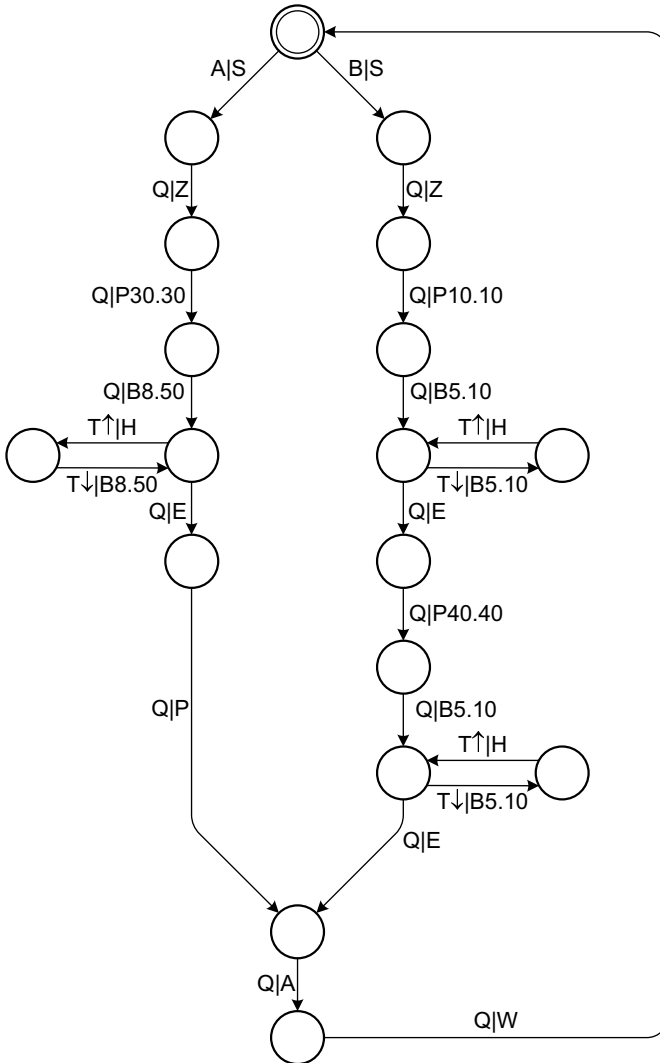 A|S
B|S
Q|Z
Q|Z
Q|P30.30
Q|P10.10
Q|B8.50
Q|B5.10
T↑|H
T↑|H
T↓|B8.50
T↓|B5.10
Q|E
Q|E
Q|P40.40
Q|P
Q|B5.10
T↑|H
T↓|B5.10
Q|E
Q|A
Q|W